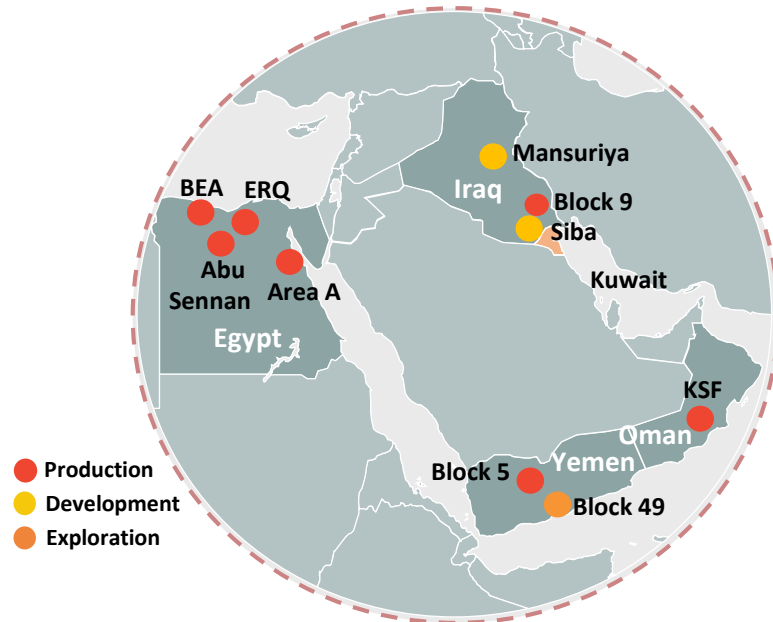 Mansuriya
Iraq
BEA
ERQ
Block 9
Siba
Abu
Sennan
Area A
Kuwait
Egypt
KSF
Oman
Block 5
Yemen
Block 49
Production
Development
Exploration